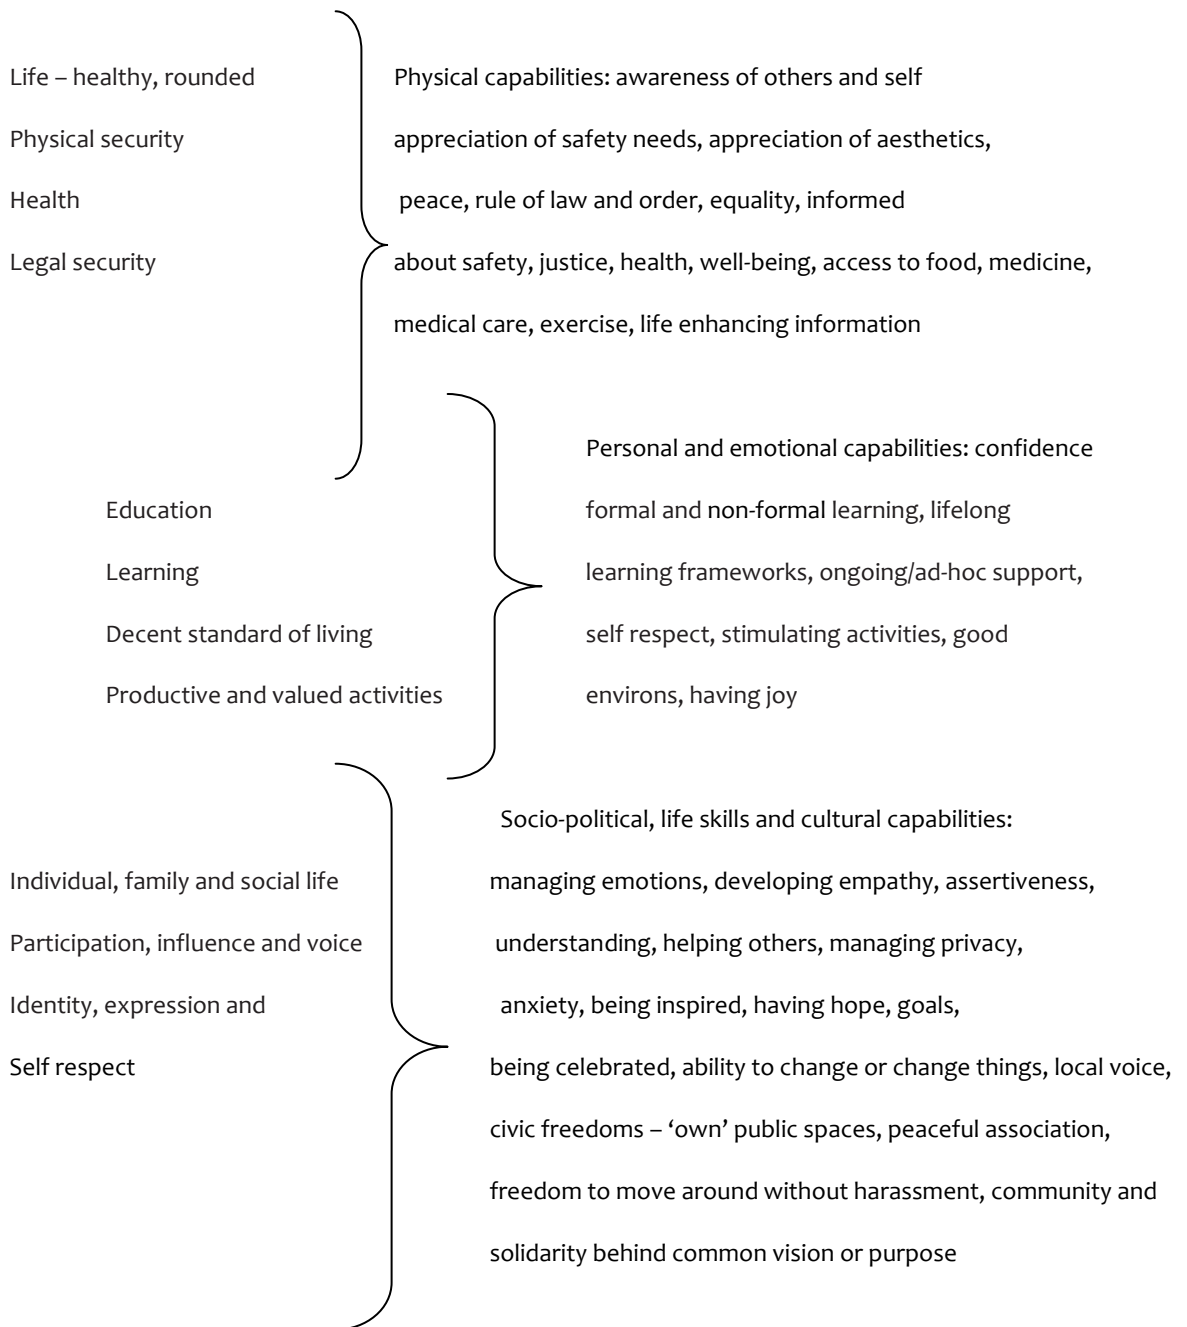 Life – healthy, rounded Physical capabilities: awareness of others and self
Physical security appreciation of safety needs, appreciation of aesthetics,
Health peace, rule of law and order, equality, informed
Legal security about safety, justice, health, well-being, access to food, medicine,
medical care, exercise, life enhancing information
Personal and emotional capabilities: confidence
Education formal and non-formal learning, lifelong
Learning learning frameworks, ongoing/ad-hoc support,
Decent standard of living self respect, stimulating activities, good
Productive and valued activities environs, having joy
Socio-political, life skills and cultural capabilities:
Individual, family and social life managing emotions, developing empathy, assertiveness,
Participation, influence and voice understanding, helping others, managing privacy,
Identity, expression and anxiety, being inspired, having hope, goals,
Self respect being celebrated, ability to change or change things, local voice,
civic freedoms – ‘own’ public spaces, peaceful association,
freedom to move around without harassment, community and
solidarity behind common vision or purpose